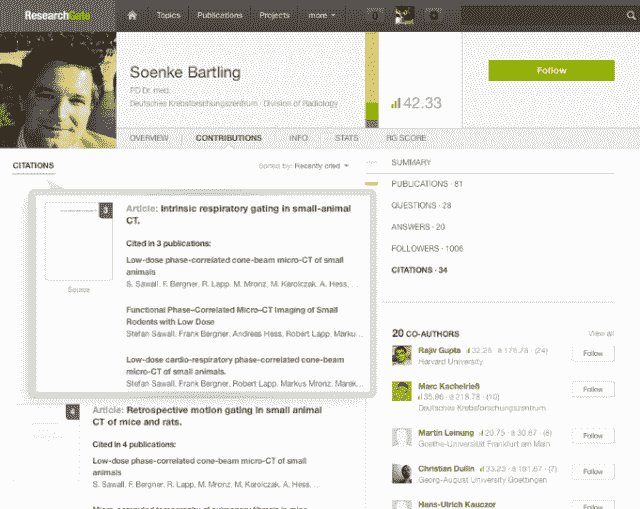 ResearchGate
Topics Publications Projects more
0 0
Soenke Bartling
PD Dr. med.
Deutsches Krebsforschungszentrum · Division of Radiology
42.33
Follow
OVERVIEW CONTRIBUTIONS INFO STATS RG SCORE
CITATIONS
Sorted by: Recently cited
3
Article: Intrinsic respiratory gating in small-animal
CT.
Cited in 3 publications:
Low-dose phase-correlated cone-beam micro-CT of small
animals
S. Sawall, F. Bergner, R. Lapp, M. Mronz, M. Karolczak, A. Hess, ...
Source
Functional Phase–Correlated Micro–CT Imaging of Small
Rodents with Low Dose
Stefan Sawall, Frank Bergner, Andreas Hess, Robert Lapp, Marku...
Low-dose cardio-respiratory phase-correlated cone-beam
micro-CT of small animals.
Stefan Sawall, Frank Bergner, Robert Lapp, Markus Mronz, Marek...
4
Article: Retrospective motion gating in small animal
CT of mice and rats.
Cited in 4 publications:
Low-dose phase-correlated cone-beam micro-CT of small
animals
S. Sawall, F. Bergner, R. Lapp, M. Mronz, M. Karolczak, A. Hess, ...
SUMMARY
PUBLICATIONS · 81
QUESTIONS · 28
ANSWERS · 20
FOLLOWERS · 1006
CITATIONS · 34
20 CO-AUTHORS View all
Rajiv Gupta 32.25 · 176.78 · (24)
Harvard University
Follow
Marc Kachelrieß
35.96 · 218.78 · (10)
Deutsches Krebsforschungszentrum
Follow
Martin Leinung 20.75 · 30.67 · (8)
Goethe-Universität Frankfurt am Main
Follow
Christian Dullin 33.23 · 181.67 · (7)
Georg-August University Goettingen
Follow
Hans-Ulrich Kauczor
Follow